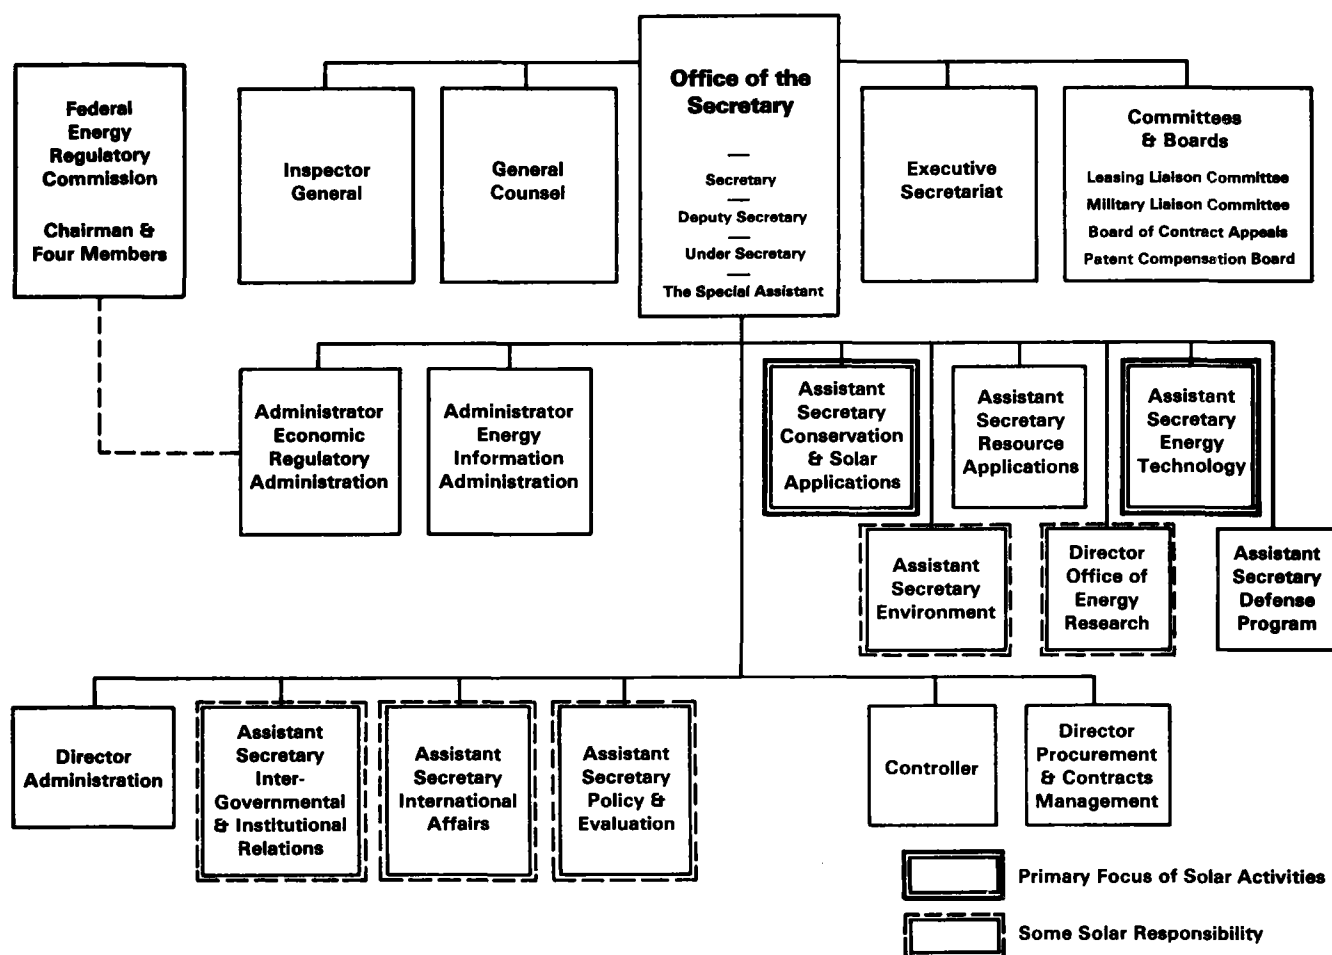 Federal
Energy
Regulatory
Commission
Chairman &
Four Members
Inspector
General
General
Counsel
Office of the
Secretary
Secretary
Deputy Secretary
Under Secretary
The Special Assistant
Executive
Secretariat
Committees
& Boards
Leasing Liaison Committee
Military Liaison Committee
Board of Contract Appeals
Patent Compensation Board
Administrator
Economic
Regulatory
Administration
Administrator
Energy
Information
Administration
Assistant
Secretary
Conservation
& Solar
Applications
Assistant
Secretary
Resource
Applications
Assistant
Secretary
Energy
Technology
Assistant
Secretary
Environment
Director
Office of
Energy
Research
Assistant
Secretary
Defense
Program
Director
Administration
Assistant
Secretary
Inter-
Governmental
& Institutional
Relations
Assistant
Secretary
International
Affairs
Assistant
Secretary
Policy &
Evaluation
Controller
Director
Procurement
& Contracts
Management
Primary Focus of Solar Activities
Some Solar Responsibility